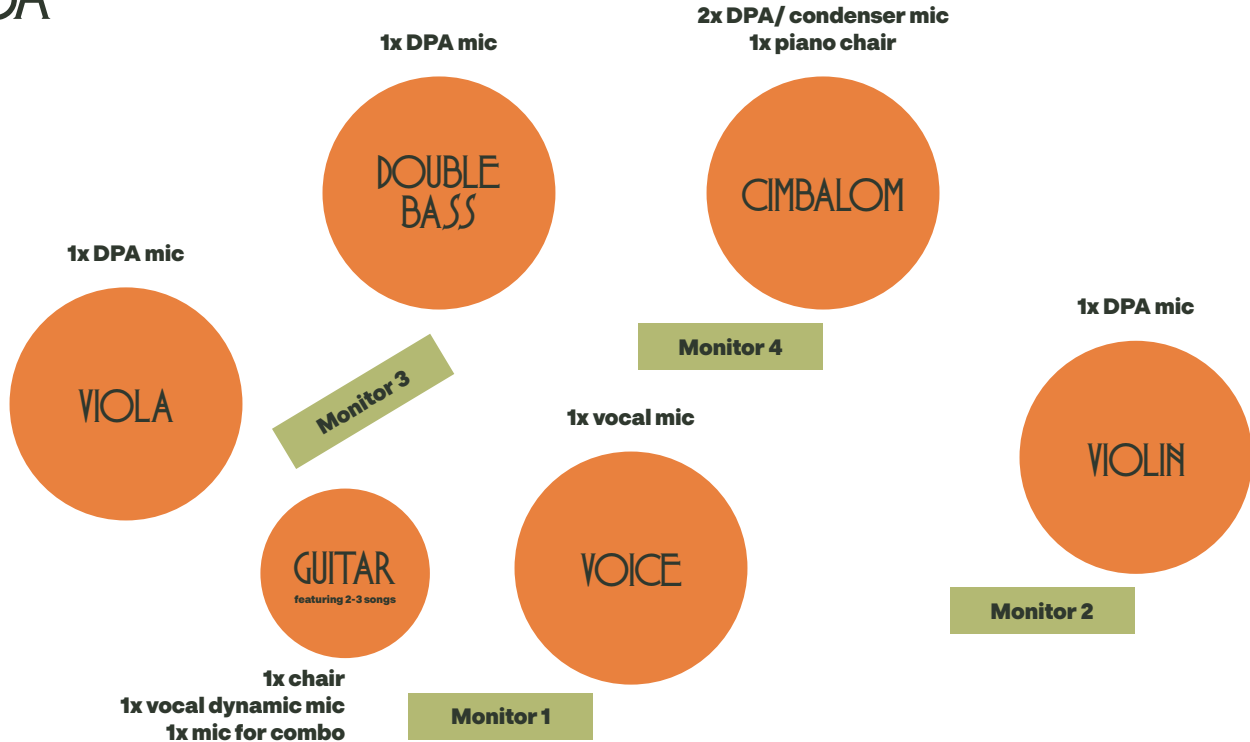 2x DPA/ condenser mic
1x piano chair
1x DPA mic
DOUBLE
BASS
CIMBALOM
1x DPA mic
VIOLA
1x DPA mic
VIOLIN
Monitor 3
Monitor 4
1x vocal mic
VOICE
GUITAR
featuring 2-3 songs
Monitor 2
1x chair
1x vocal dynamic mic
1x mic for combo
Monitor 1